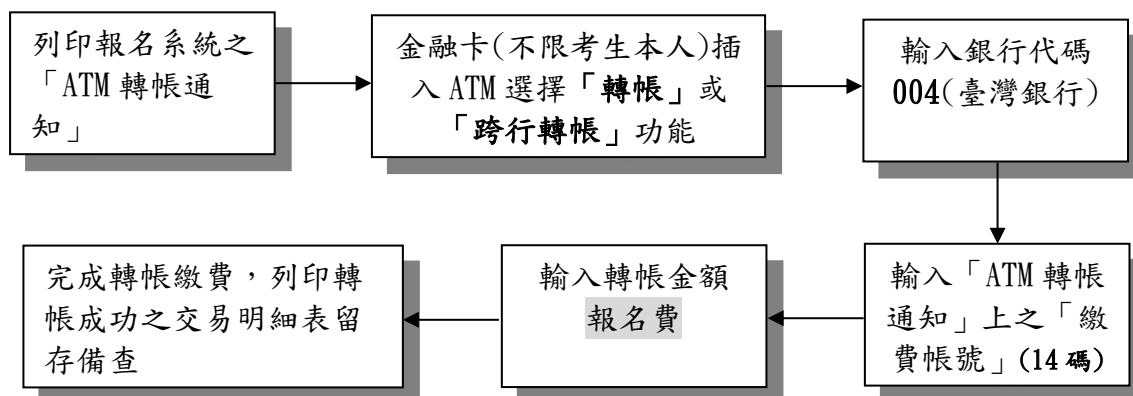 列印報名系統之
「ATM 轉帳通
知」
金融卡(不限考生本人)插
入 ATM 選擇「轉帳」或
「跨行轉帳」功能
輸入銀行代碼
004(臺灣銀行)
輸入「ATM 轉帳
通知」上之「繳
費帳號」(14 碼)
輸入轉帳金額
報名費
完成轉帳繳費，列印轉
帳成功之交易明細表留
存備查